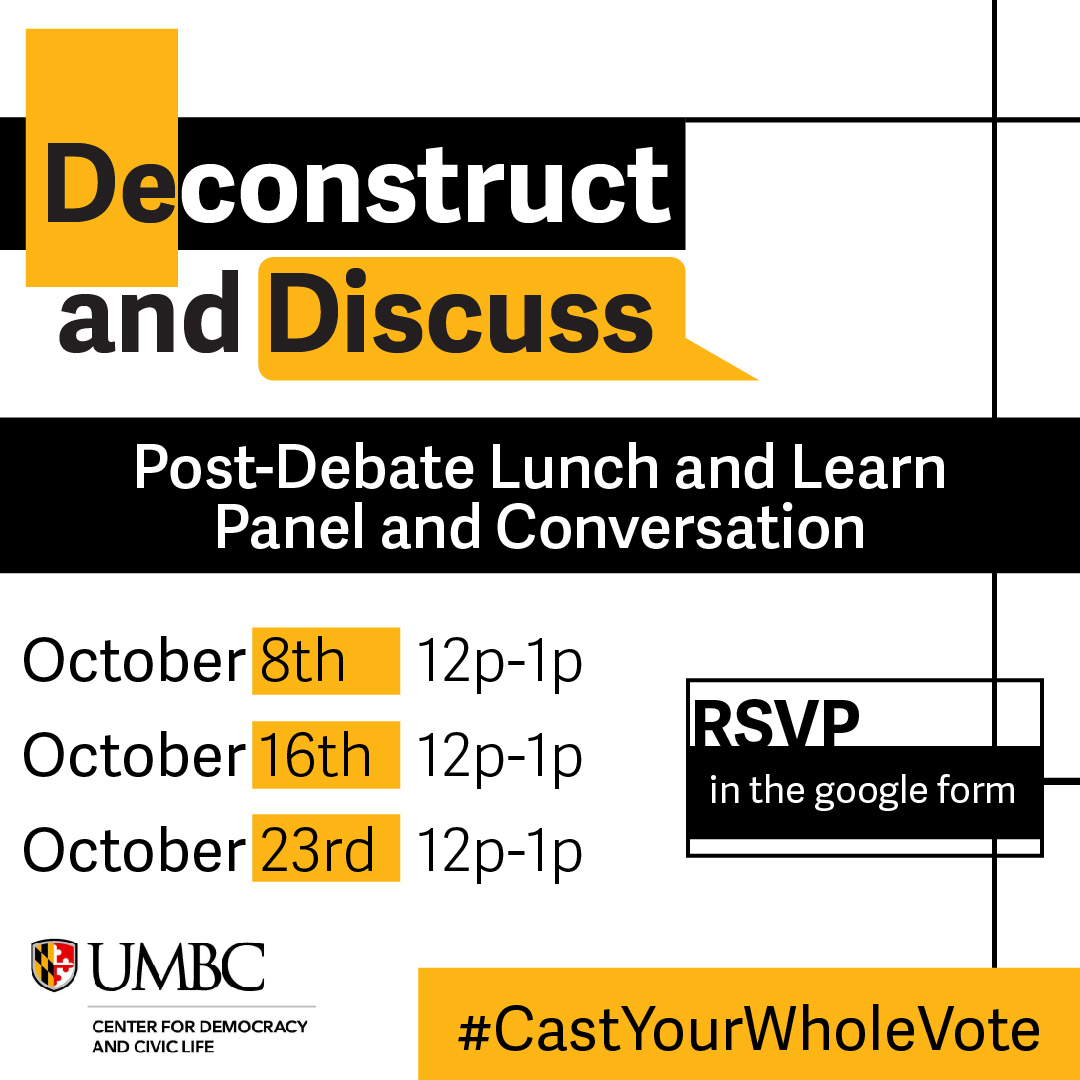 Deconstruct
and Discuss
Post-Debate Lunch and Learn
Panel and Conversation
October 8th 12p-1p
October 16th 12p-1p
October 23rd 12p-1p
RSVP
in the google form
UMBC
CENTER FOR DEMOCRACY
AND CIVIC LIFE
#CastYourWholeVote